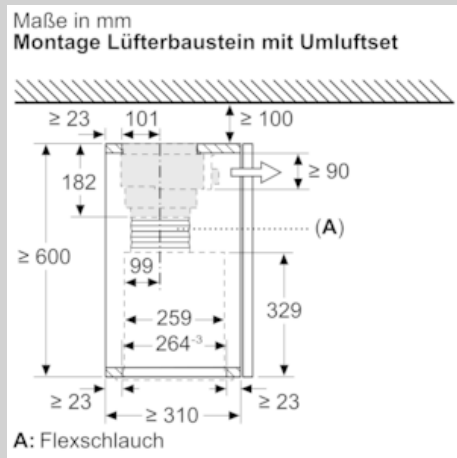 Maße in mm
Montage Lüfterbaustein mit Umluftset
≥ 23 101 ≥ 100
182 ≥ 90
(A)
≥ 600
99 329
259
264⁻³
≥ 23 ≥ 23
≥ 310
A: Flexschlauch